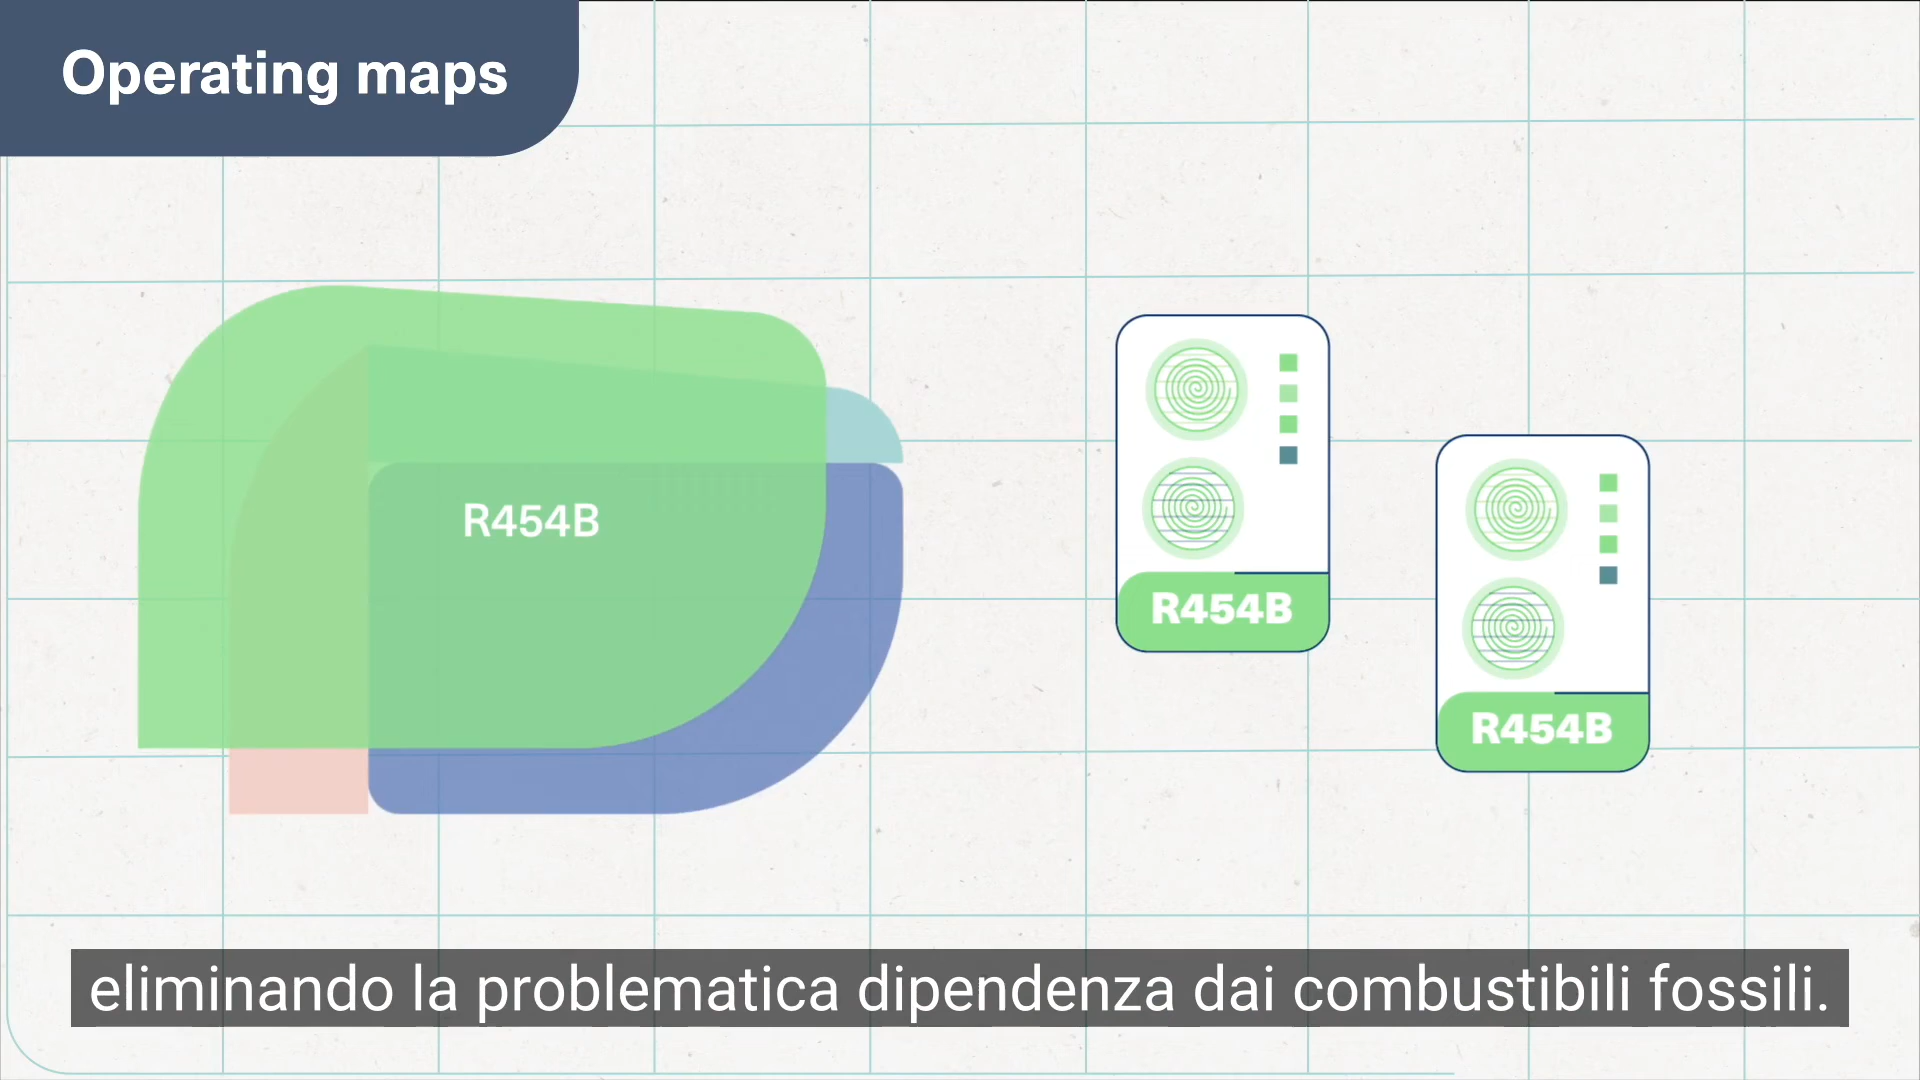 Operating maps
R454B
R454B
R454B
eliminando la problematica dipendenza dai combustibili fossili.